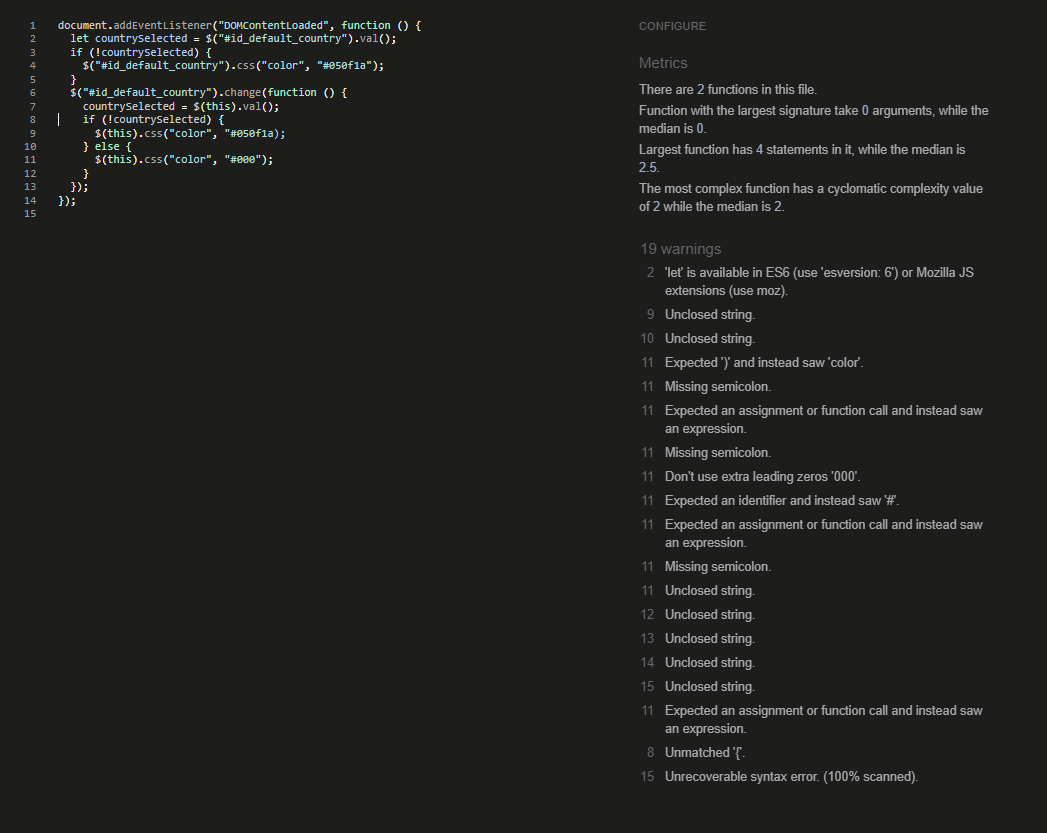 1 document.addEventListener("DOMContentLoaded", function () {
2 let countrySelected = $("#id_default_country").val();
3 if (!countrySelected) {
4 $("#id_default_country").css("color", "#050f1a");
5 }
6 $("#id_default_country").change(function () {
7 countrySelected = $(this).val();
8 if (!countrySelected) {
9 $(this).css("color", "#050f1a);
10 } else {
11 $(this).css("color", "#000");
12 }
13 });
14 });
15
CONFIGURE
Metrics
There are 2 functions in this file.
Function with the largest signature take 0 arguments, while the
median is 0.
Largest function has 4 statements in it, while the median is
2.5.
The most complex function has a cyclomatic complexity value
of 2 while the median is 2.
19 warnings
2 'let' is available in ES6 (use 'esversion: 6') or Mozilla JS
extensions (use moz).
9 Unclosed string.
10 Unclosed string.
11 Expected ')' and instead saw 'color'.
11 Missing semicolon.
11 Expected an assignment or function call and instead saw
an expression.
11 Missing semicolon.
11 Don't use extra leading zeros '000'.
11 Expected an identifier and instead saw '#'.
11 Expected an assignment or function call and instead saw
an expression.
11 Missing semicolon.
11 Unclosed string.
12 Unclosed string.
13 Unclosed string.
14 Unclosed string.
15 Unclosed string.
11 Expected an assignment or function call and instead saw
an expression.
8 Unmatched '{'.
15 Unrecoverable syntax error. (100% scanned).